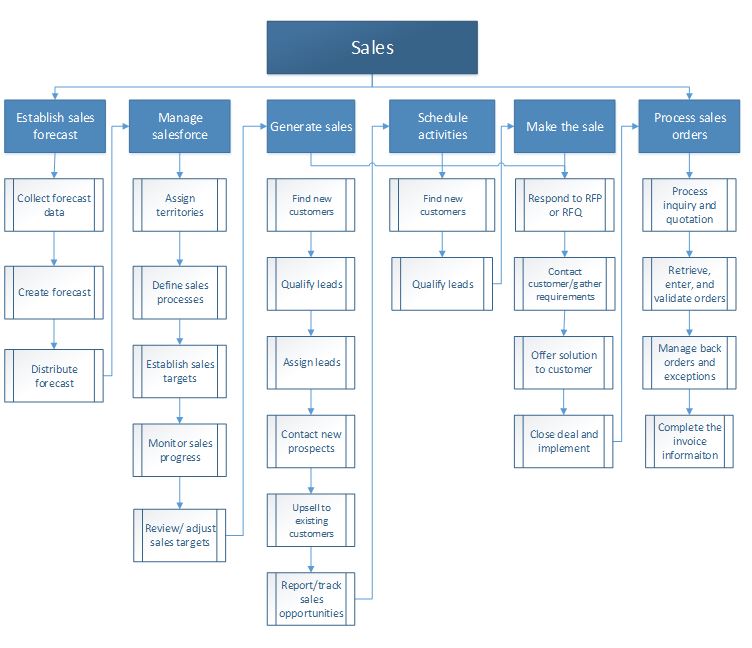 Sales
Establish sales
forecast
Manage
salesforce
Generate sales
Schedule
activities
Make the sale
Process sales
orders
Collect forecast
data
Create forecast
Distribute
forecast
Assign
territories
Define sales
processes
Establish sales
targets
Monitor sales
progress
Review/ adjust
sales targets
Find new
customers
Qualify leads
Assign leads
Contact new
prospects
Upsell to
existing
customers
Report/track
sales
opportunities
Find new
customers
Qualify leads
Respond to RFP
or RFQ
Contact
customer/gather
requirements
Offer solution
to customer
Close deal and
implement
Process
inquiry and
quotation
Retrieve,
enter, and
validate orders
Manage back
orders and
exceptions
Complete the
invoice
informaiton